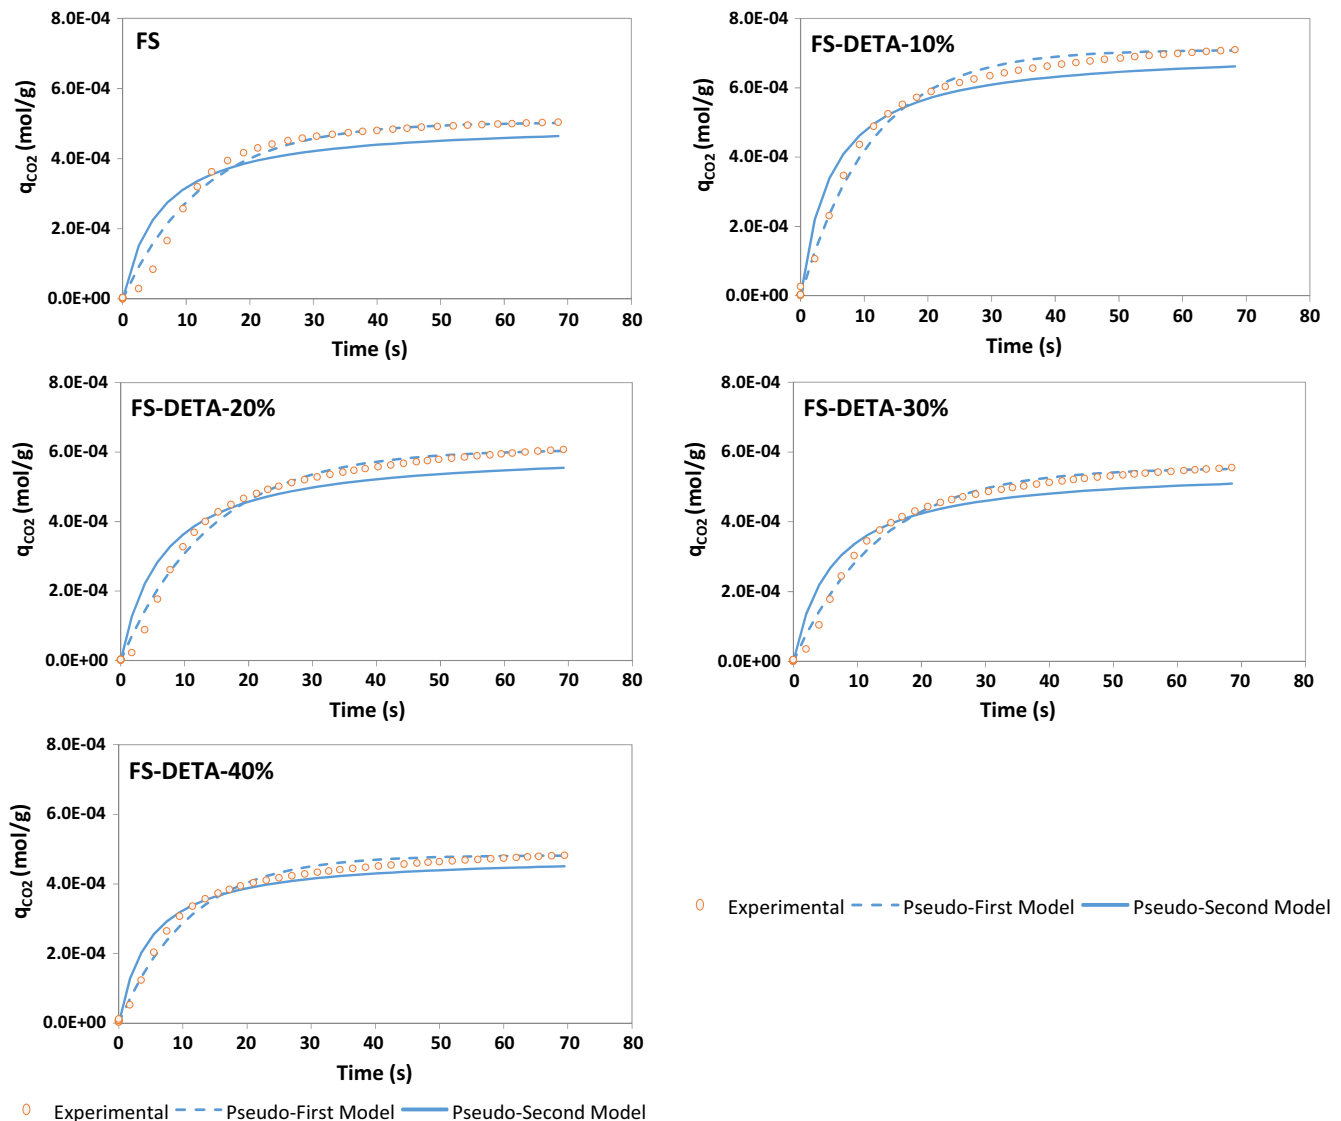 FS
8.0E-04
6.0E-04
4.0E-04
2.0E-04
0.0E+00
qCO2 (mol/g)
0 10 20 30 40 50 60 70 80
Time (s)
FS-DETA-10%
8.0E-04
6.0E-04
4.0E-04
2.0E-04
0.0E+00
qCO2 (mol/g)
0 10 20 30 40 50 60 70 80
Time (s)
FS-DETA-20%
8.0E-04
6.0E-04
4.0E-04
2.0E-04
0.0E+00
qCO2 (mol/g)
0 10 20 30 40 50 60 70 80
Time (s)
FS-DETA-30%
8.0E-04
6.0E-04
4.0E-04
2.0E-04
0.0E+00
qCO2 (mol/g)
0 10 20 30 40 50 60 70 80
Time (s)
FS-DETA-40%
8.0E-04
6.0E-04
4.0E-04
2.0E-04
0.0E+00
qCO2 (mol/g)
0 10 20 30 40 50 60 70 80
Time (s)
Experimental Pseudo-First Model Pseudo-Second Model
Experimental Pseudo-First Model Pseudo-Second Model